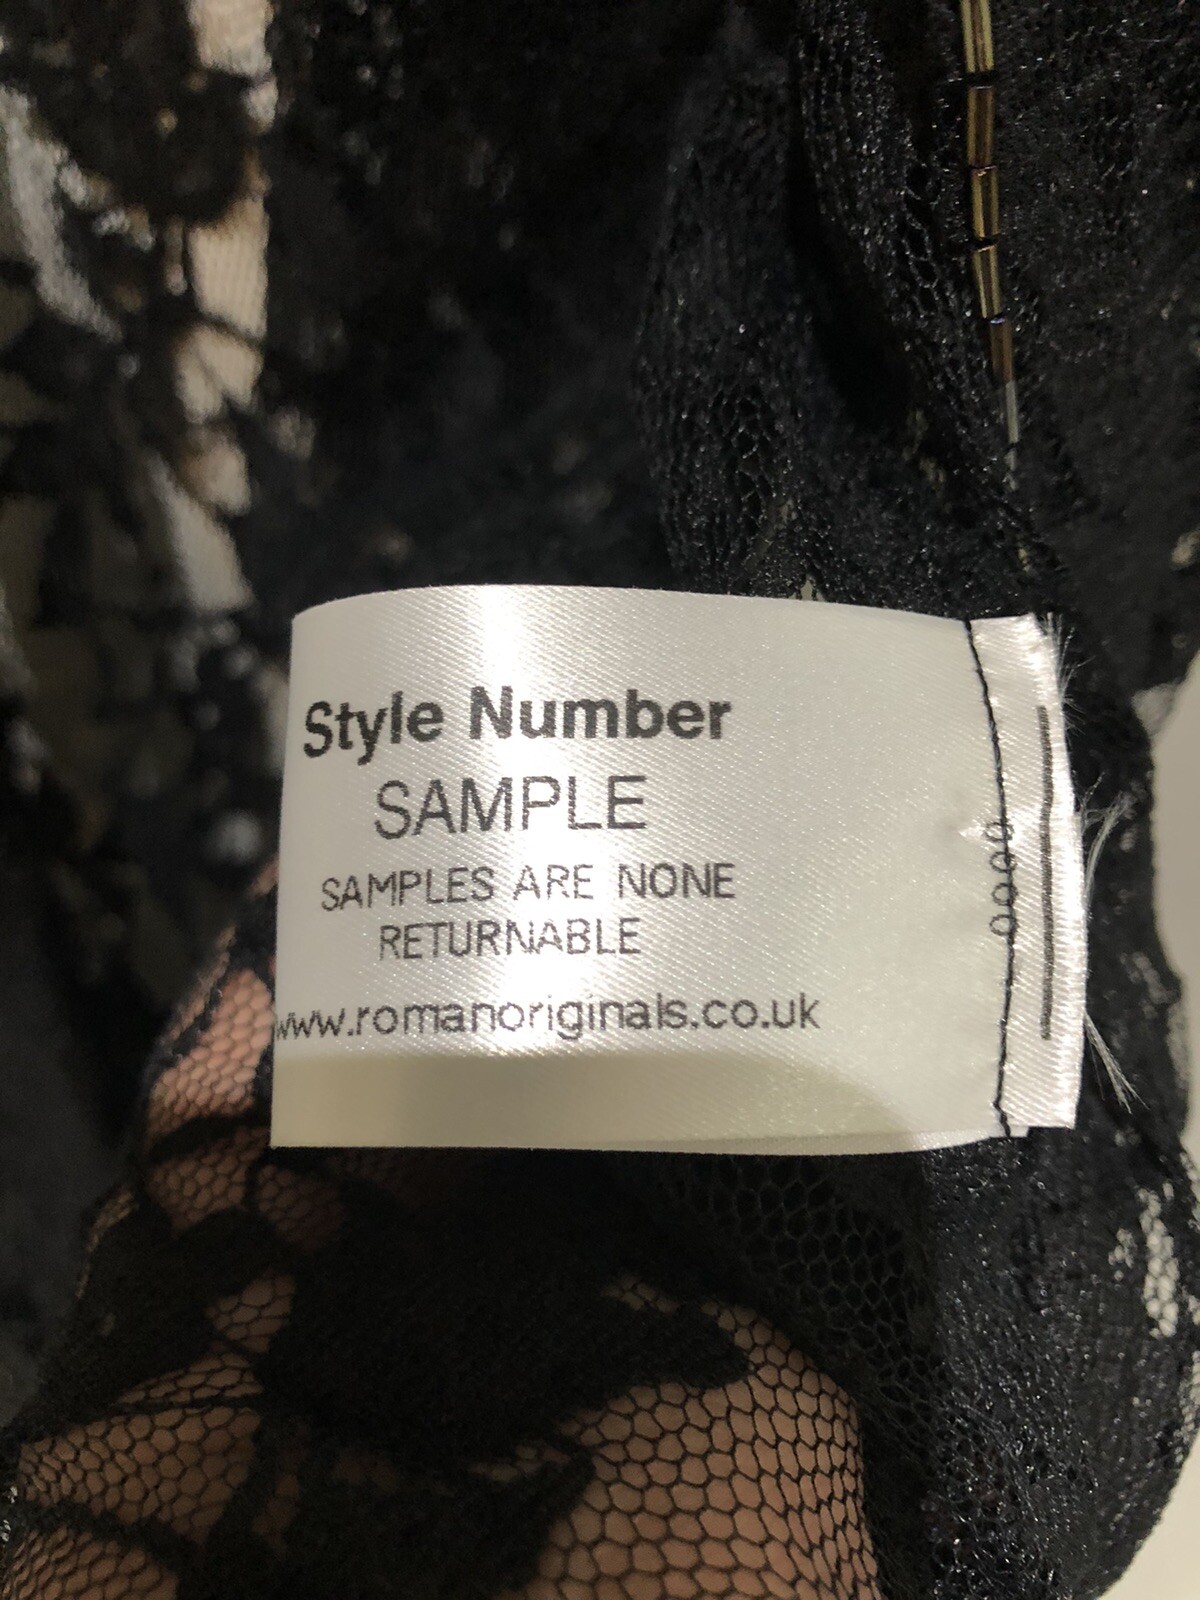 Style Number
SAMPLE
SAMPLES ARE NONE
RETURNABLE
www.romanoriginals.co.uk